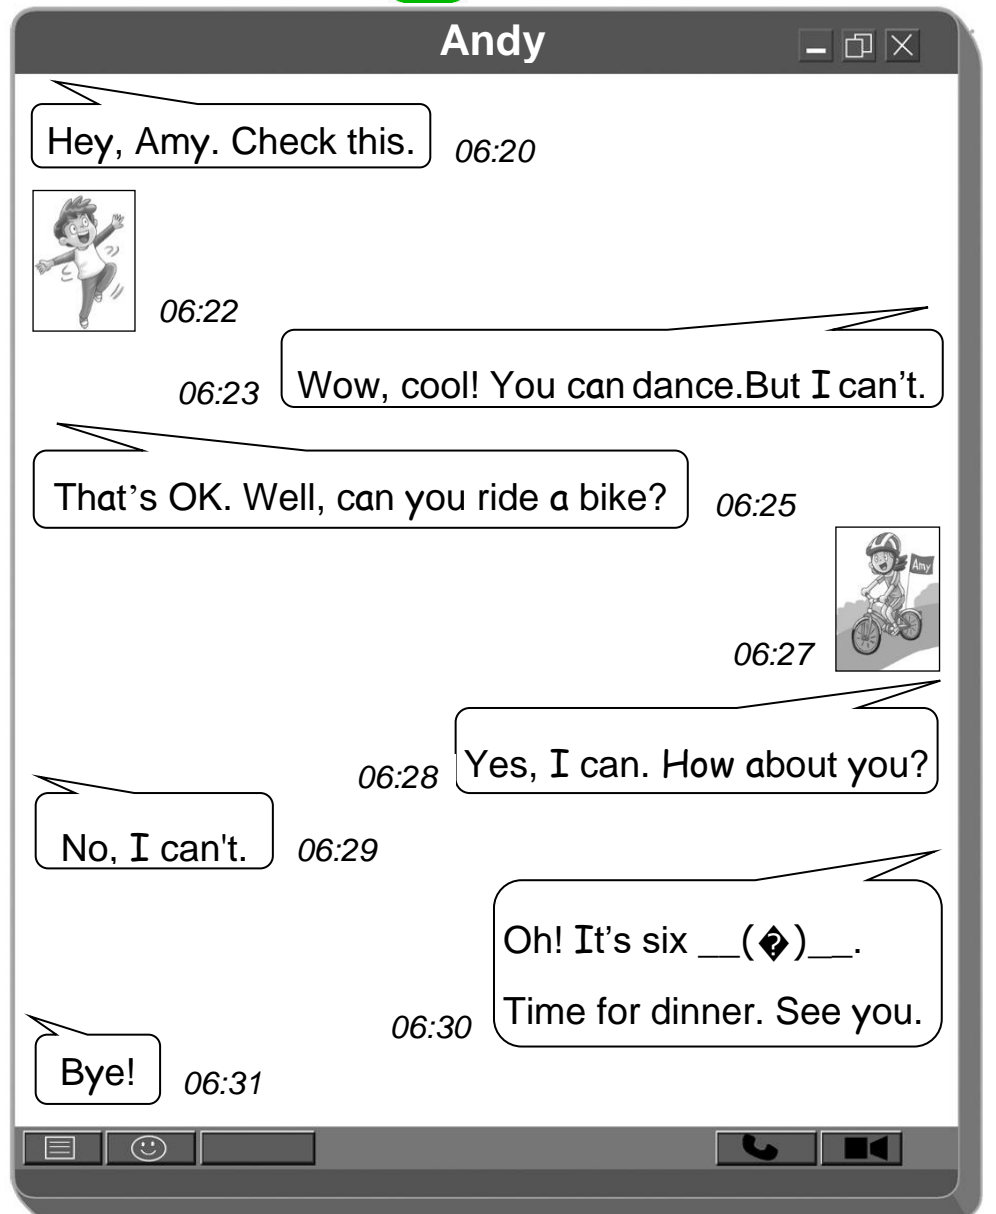 Andy
Hey, Amy. Check this.
06:20
06:22
06:23
Wow, cool! You can dance.But I can’t.
That’s OK. Well, can you ride a bike?
06:25
Amy
06:27
06:28
Yes, I can. How about you?
No, I can't.
06:29
Oh! It’s six __(�)__.
Time for dinner. See you.
06:30
Bye!
06:31